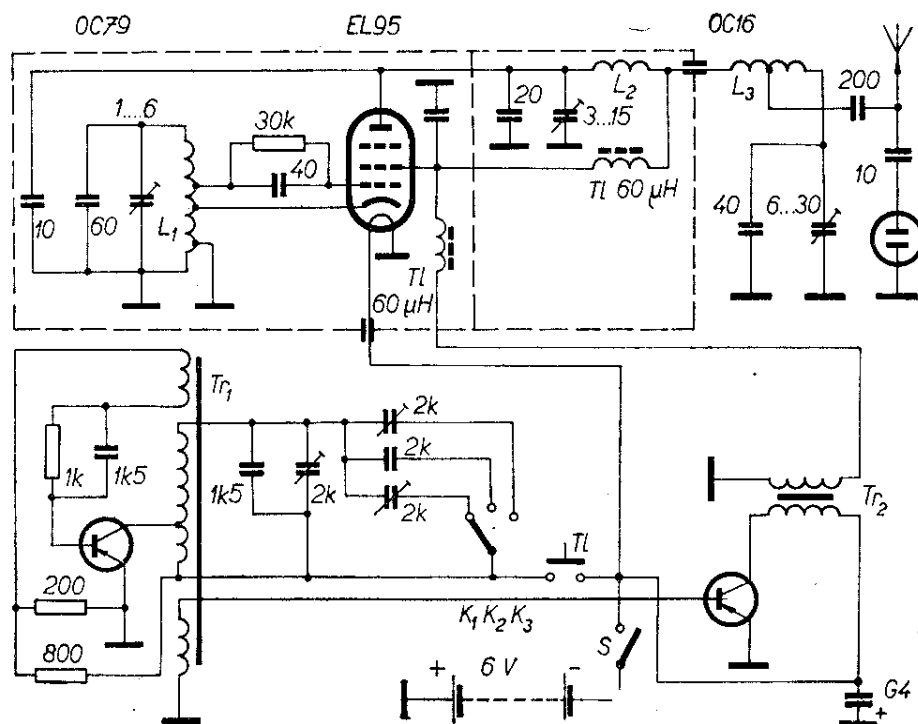 OC79 EL95 OC16
1...6
30k
40
10
60
L₁
20
3...15
L₂
Tl 60 μH
L₃
200
10
40
6...30
Tl
60 μH
Tr₁
1k
1k5
200
800
1k5
2k
2k
2k
2k
Tl
K₁ K₂ K₃
S
+ 6 V -
Tr₂
G4
+